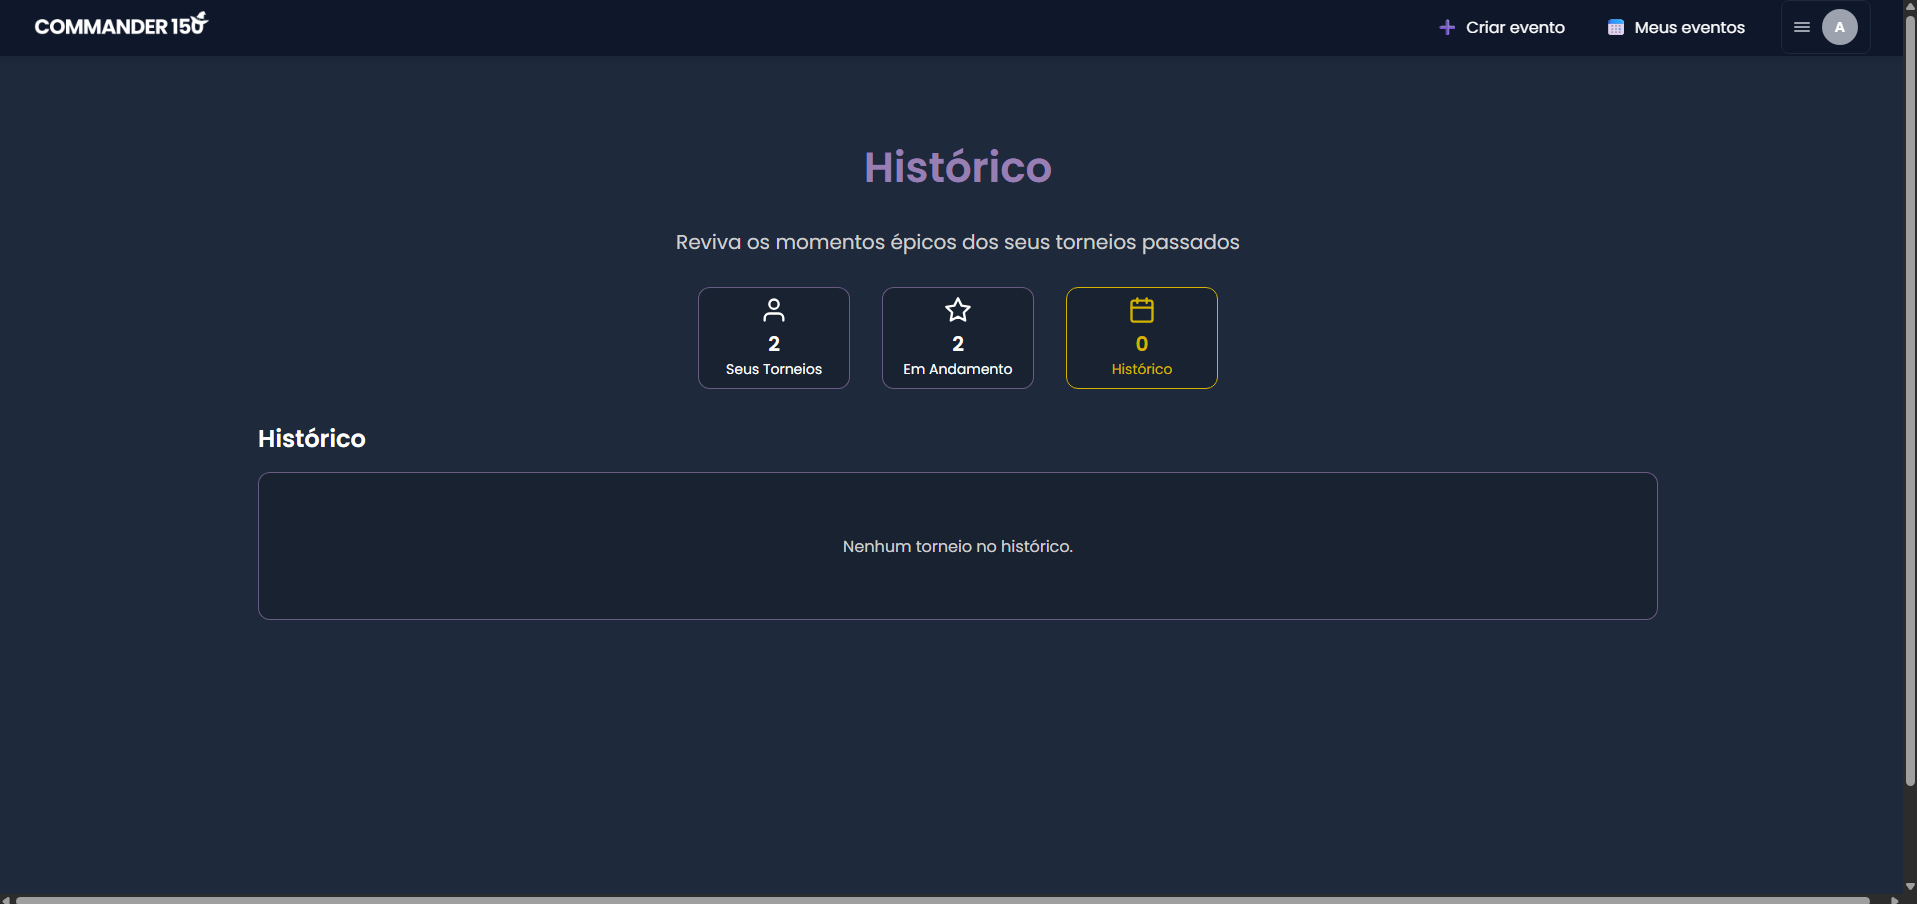 COMMANDER 150
Criar evento
Meus eventos
A
Histórico
Reviva os momentos épicos dos seus torneios passados
2
Seus Torneios
2
Em Andamento
0
Histórico
Histórico
Nenhum torneio no histórico.